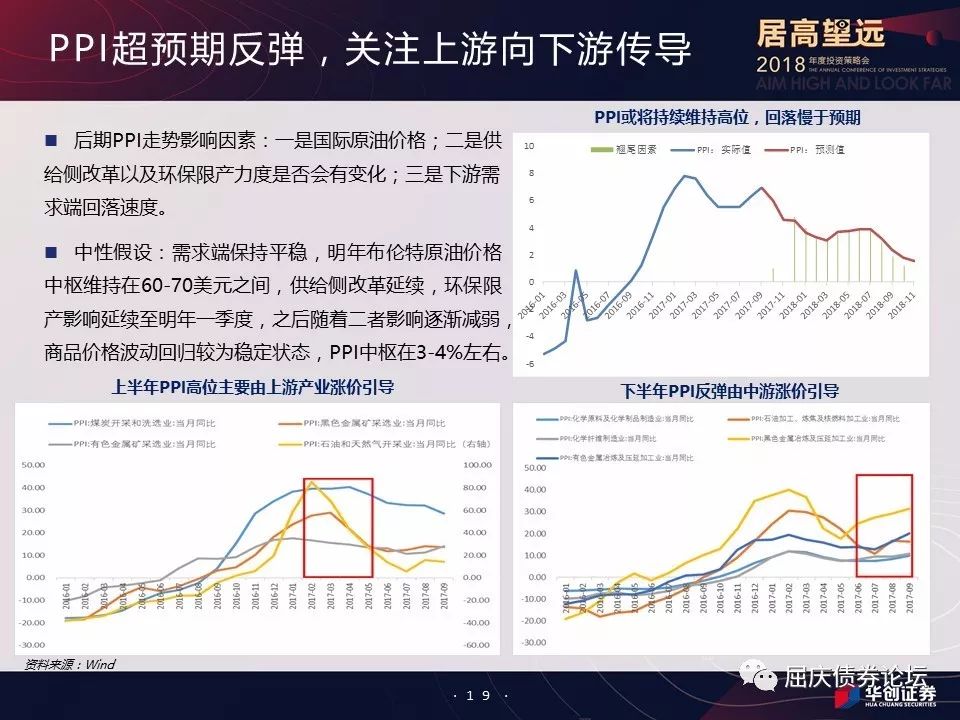 PPI超预期反弹，关注上游向下游传导
居高望远
2018 年度投资策略会
THE ANNUAL CONFERENCE OF INVESTMENT STRATEGIES
AIM HIGH AND LOOK FAR
■ 后期PPI走势影响因素：一是国际原油价格；二是供
给侧改革以及环保限产力度是否会有变化；三是下游需
求端回落速度。
■ 中性假设：需求端保持平稳，明年布伦特原油价格
中枢维持在60-70美元之间，供给侧改革延续，环保限
产影响延续至明年一季度，之后随着二者影响逐渐减弱，
商品价格波动回归较为稳定状态，PPI中枢在3-4%左右。
PPI或将持续维持高位，回落慢于预期
翘尾因素 PPI：实际值 PPI：预测值
10
8
6
4
2
0
-4
-6
2016-01 2016-03 2016-05 2016-07 2016-09 2016-11 2017-01 2017-03 2017-05 2017-07 2017-09 2017-11 2018-01 2018-03 2018-05 2018-07 2018-09 2018-11
上半年PPI高位主要由上游产业涨价引导
PPI:煤炭开采和洗选业:当月同比 PPI:黑色金属矿采选业:当月同比
PPI:有色金属矿采选业:当月同比 PPI:石油和天然气开采业:当月同比（右轴）
50.00 100.00
40.00 80.00
30.00 60.00
20.00 40.00
10.00 20.00
0.00 0.00
-10.00 -20.00
-20.00 -40.00
-30.00 -60.00
2016-01 2016-02 2016-03 2016-04 2016-05 2016-06 2016-07 2016-08 2016-09 2016-10 2016-11 2016-12 2017-01 2017-02 2017-03 2017-04 2017-05 2017-06 2017-07 2017-08 2017-09
下半年PPI反弹由中游涨价引导
PPI:化学原料及化学制品制造业:当月同比 PPI:石油加工、炼焦及核燃料加工业:当月同比
PPI:化学纤维制造业:当月同比 PPI:黑色金属冶炼及压延加工业:当月同比
PPI:有色金属冶炼及压延加工业:当月同比
50.00
40.00
30.00
20.00
10.00
0.00
-10.00
-20.00
-30.00
2016-01 2016-02 2016-03 2016-04 2016-05 2016-06 2016-07 2016-08 2016-09 2016-10 2016-11 2016-12 2017-01 2017-02 2017-03 2017-04 2017-05 2017-06 2017-07 2017-08 2017-09
资料来源：Wind
· 19 ·
屈庆债券论坛
华创证券
HUA CHUANG SECURITIES